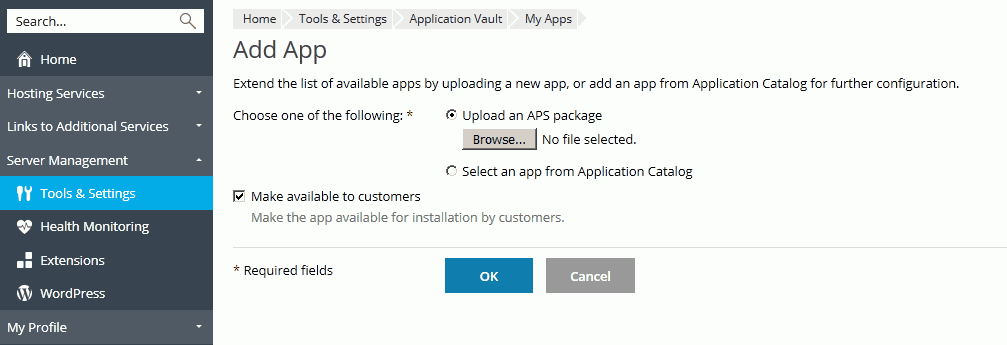 Search...
Home
Hosting Services
Links to Additional Services
Server Management
Tools & Settings
Health Monitoring
Extensions
WordPress
My Profile
Home Tools & Settings Application Vault My Apps
Add App
Extend the list of available apps by uploading a new app, or add an app from Application Catalog for further configuration.
Choose one of the following: * Upload an APS package
Browse... No file selected.
Select an app from Application Catalog
Make available to customers
Make the app available for installation by customers.
* Required fields OK Cancel